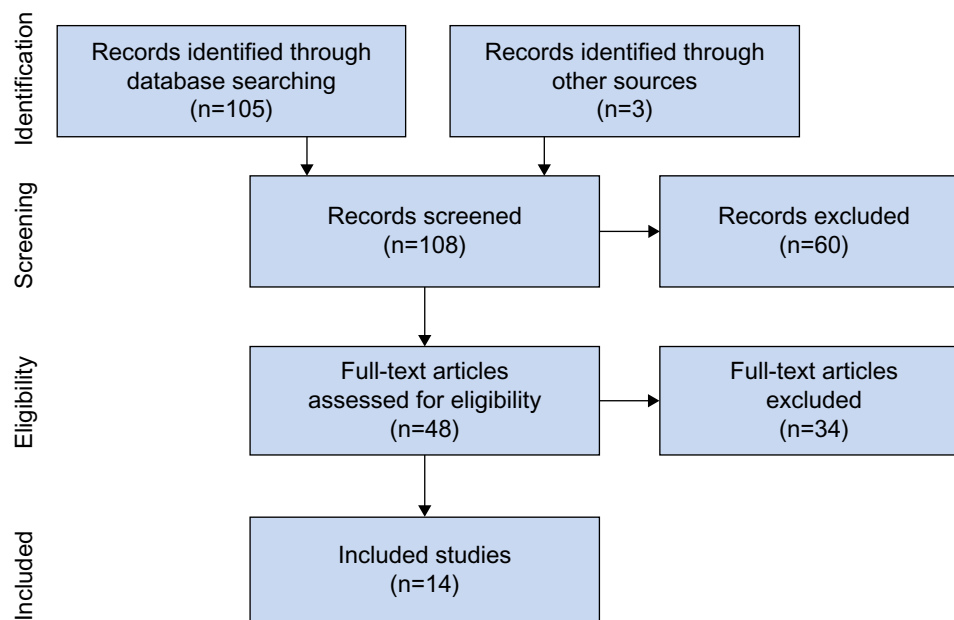 Identification
Records identified through
database searching
(n=105)
Records identified through
other sources
(n=3)
Screening
Records screened
(n=108)
Records excluded
(n=60)
Eligibility
Full-text articles
assessed for eligibility
(n=48)
Full-text articles
excluded
(n=34)
Included
Included studies
(n=14)